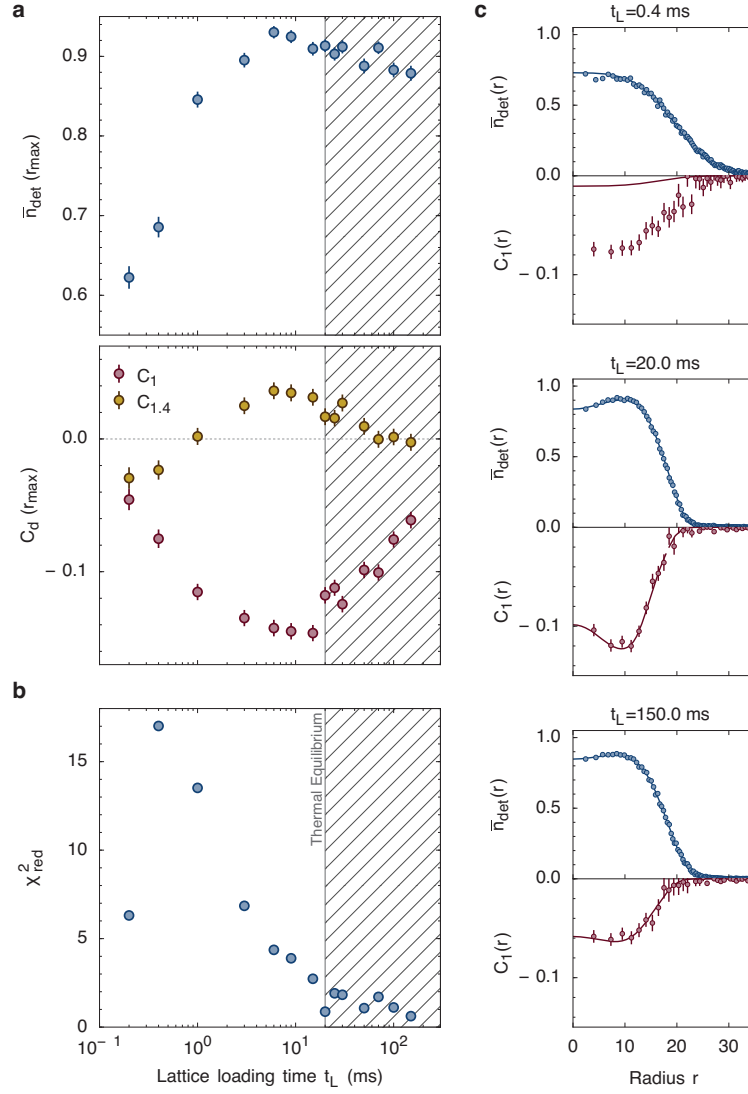 a
0.9
0.8
0.7
0.6
n̄det (rmax)
C1
C1.4
0.0
− 0.1
Cd (rmax)
b
15
10
5
0
χ²red
Thermal Equilibrium
10⁻¹ 10⁰ 10¹ 10²
Lattice loading time tL (ms)
c
tL=0.4 ms
1.0
0.5
0.0
− 0.1
n̄det(r)
C1(r)
tL=20.0 ms
1.0
0.5
0.0
− 0.1
n̄det(r)
C1(r)
tL=150.0 ms
1.0
0.5
0.0
− 0.1
n̄det(r)
C1(r)
0 10 20 30
Radius r